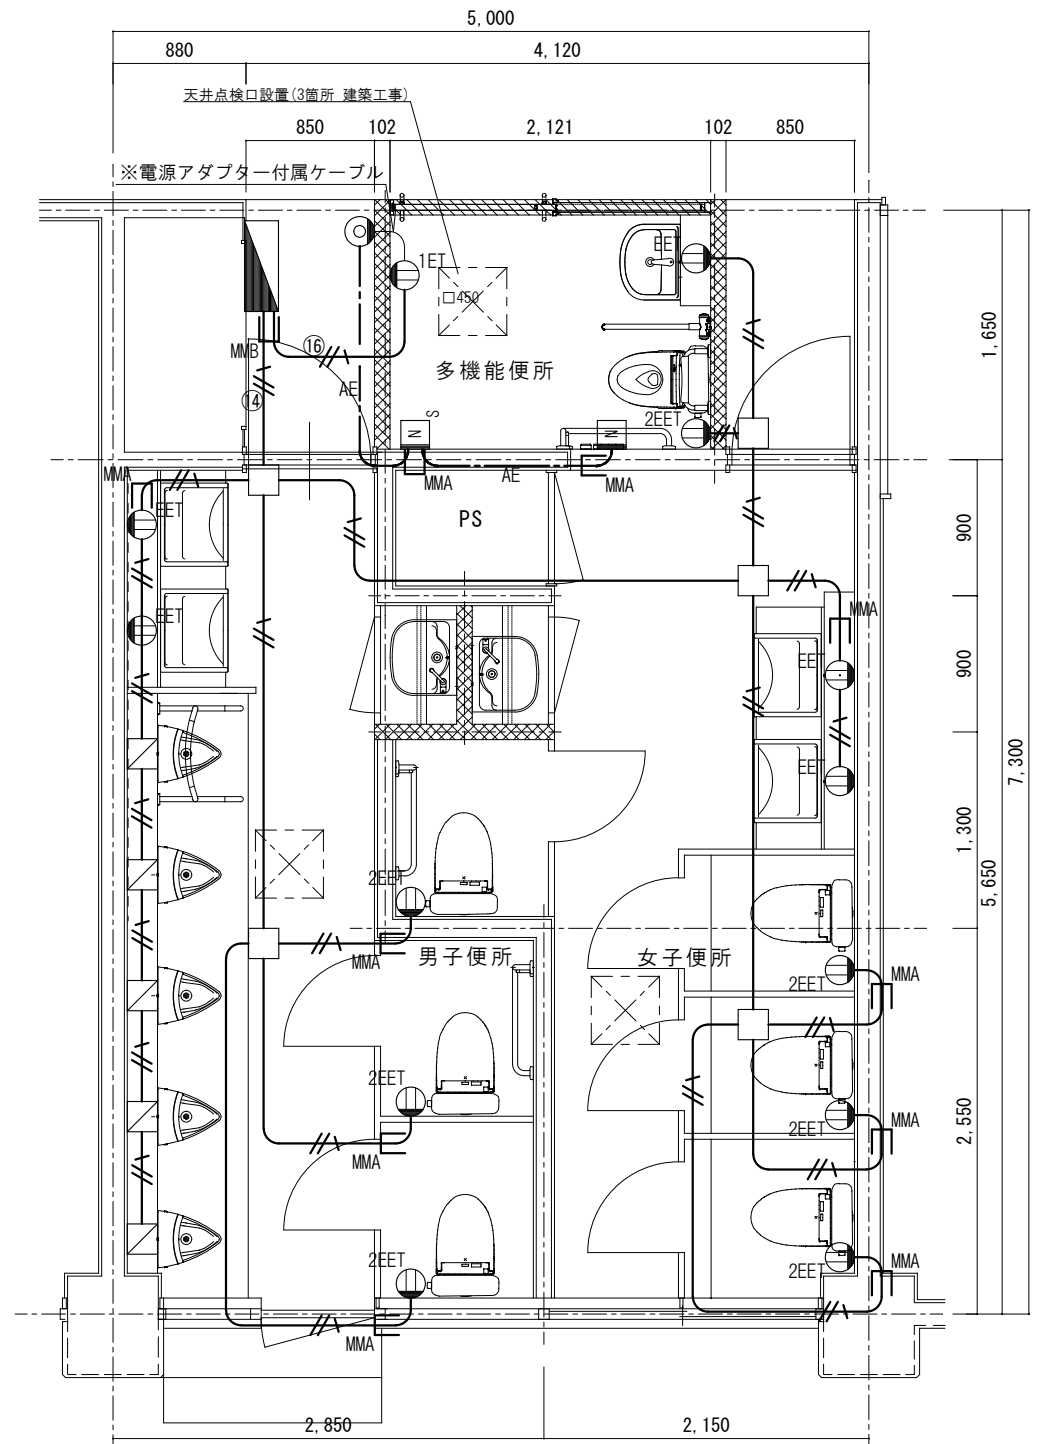 5,000
880
4,120
天井点検口設置(3箇所 建築工事)
850
102
2,121
102
850
※電源アダプター付属ケーブル
1ET
EET
□450
1,650
MMB
⑯
多機能便所
AE
⑭
S
2EET
N
N
MMA
MMA
AE
MMA
EET
PS
900
MMA
EET
900
EET
7,300
EET
1,300
5,650
2EET
男子便所
女子便所
MMA
2EET
MMA
2EET
MMA
2EET
2,550
MMA
2EET
MMA
2EET
MMA
2,850
2,150